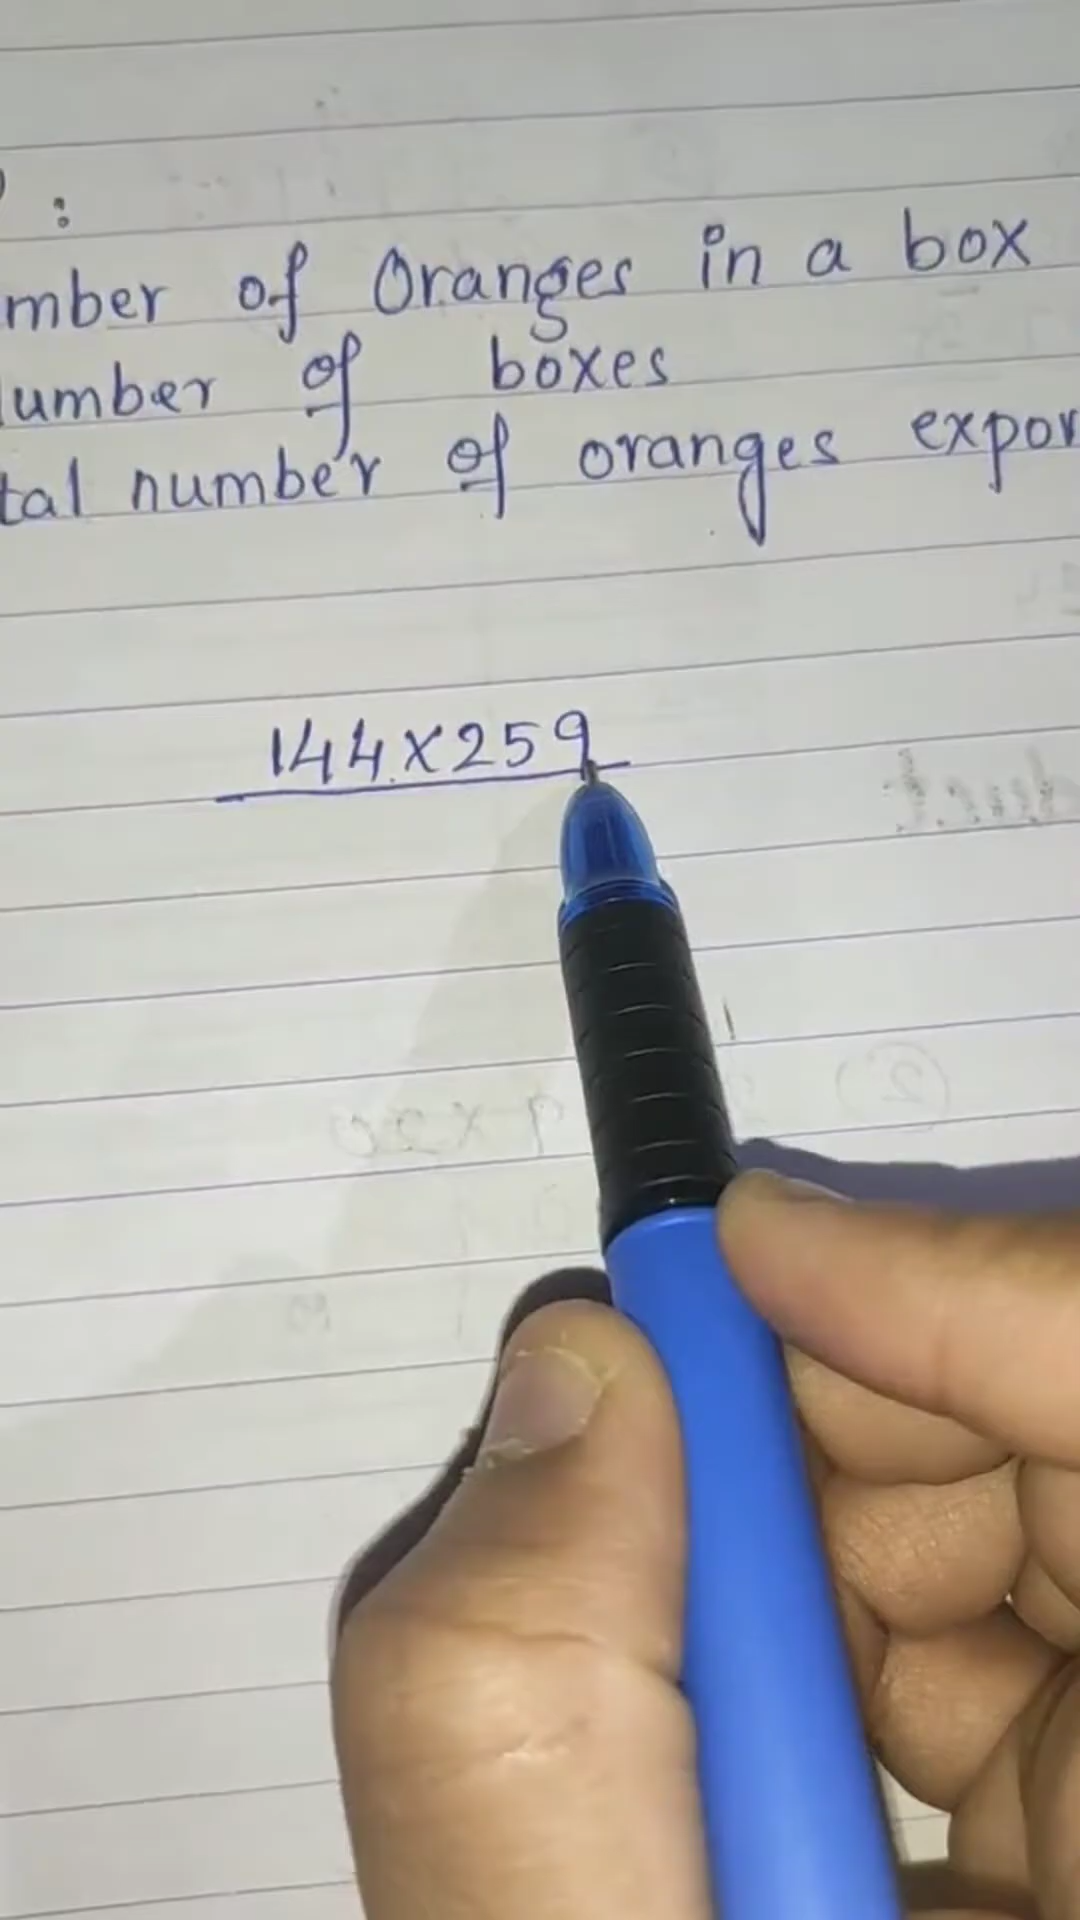 :
mber of Oranges in a box
umber of boxes
tal number of oranges expor
144x259